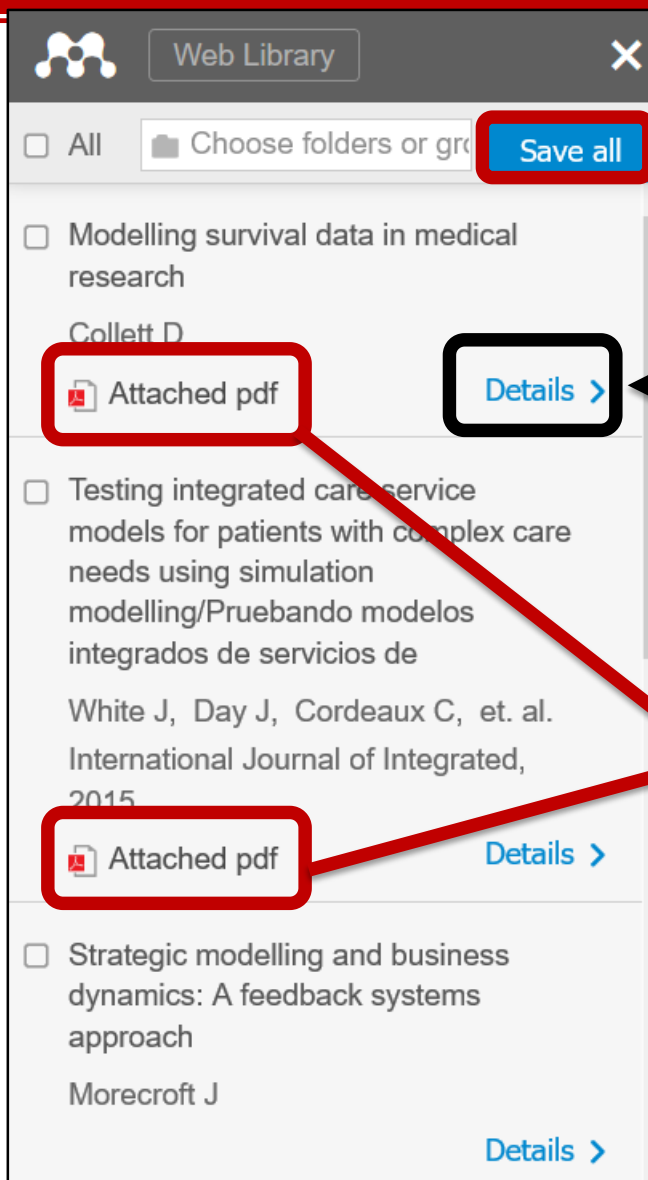 Web Library
All Choose folders or gr Save all
Modelling survival data in medical
research
Collett D
Attached pdf Details
Testing integrated care service
models for patients with complex care
needs using simulation
modelling/Pruebando modelos
integrados de servicios de
White J, Day J, Cordeaux C, et. al.
International Journal of Integrated,
2015
Attached pdf Details
Strategic modelling and business
dynamics: A feedback systems
approach
Morecroft J
Details